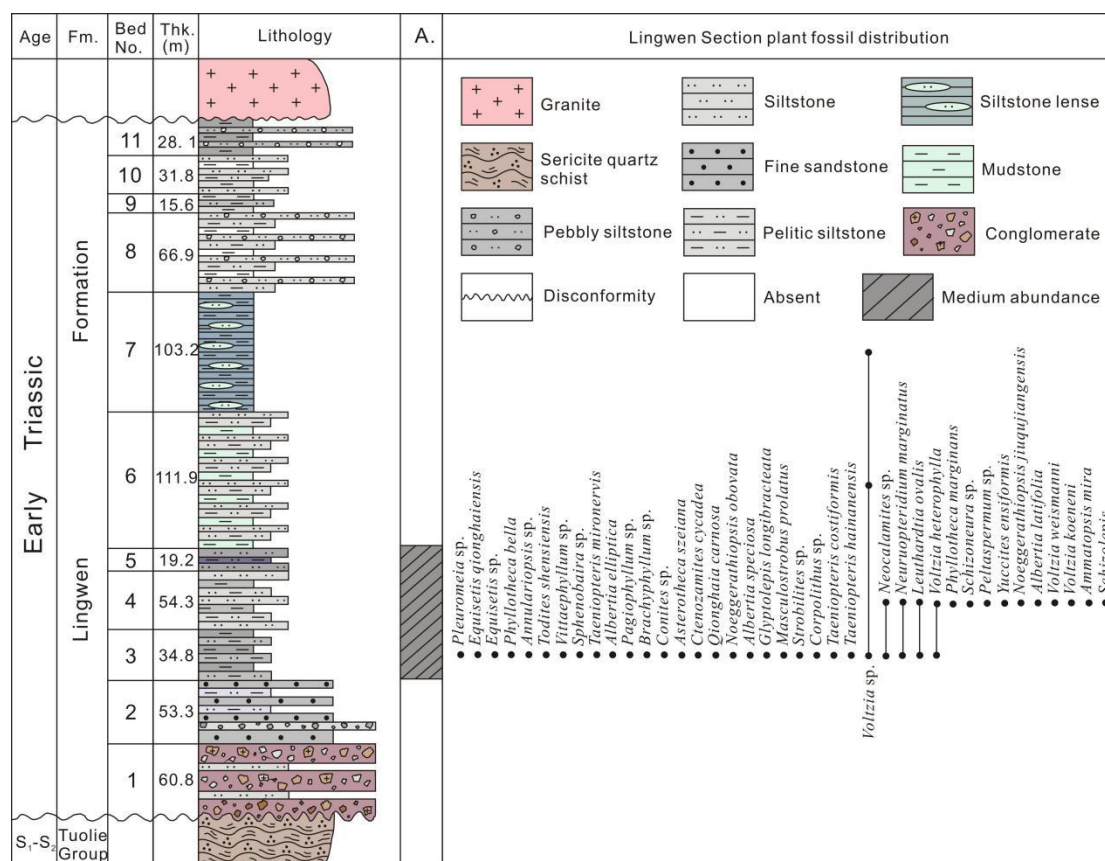 Age
Fm.
Bed No.
Thk. (m)
Lithology
A.
Lingwen Section plant fossil distribution
Granite
Siltstone
Siltstone lense
Sericite quartz schist
Fine sandstone
Mudstone
Pebbly siltstone
Pelitic siltstone
Conglomerate
Disconformity
Absent
Medium abundance
Early Triassic
Lingwen Formation
11 28.1
10 31.8
9 15.6
8 66.9
7 103.2
6 111.9
5 19.2
4 54.3
3 34.8
2 53.3
1 60.8
S₁-S₂
Tuolie Group
Pleuromeia sp.
Equisetis qionghaiensis
Equisetis sp.
Phyllotheca bella
Annulariopsis sp.
Todites shensiensis
Vittaephyllum sp.
Sphenobaira sp.
Taeniopteris mironervis
Albertia elliptica
Pagiophyllum sp.
Brachyphyllum sp.
Conites sp.
Asterotheca szeiana
Ctenozamites cycadea
Qionghaia carnosa
Noeggerathiopsis obovata
Albertia speciosa
Glyptolepis longibracteata
Masculostrobus prolatus
Strobilites sp.
Corpolithus sp.
Taeniopteris costiformis
Taeniopteris hainanensis
Voltzia sp.
Neocalamites sp.
Neuruopteridium marginatus
Leuthardtia ovalis
Voltzia heterophylla
Phyllotheca marginans
Schizoneura sp.
Peltaspermum sp.
Yuccites ensiformis
Noeggerathiopsis jiuqujiangensis
Albertia latifolia
Voltzia weismanni
Voltzia koeneni
Ammatopsis mira
Schizolepis